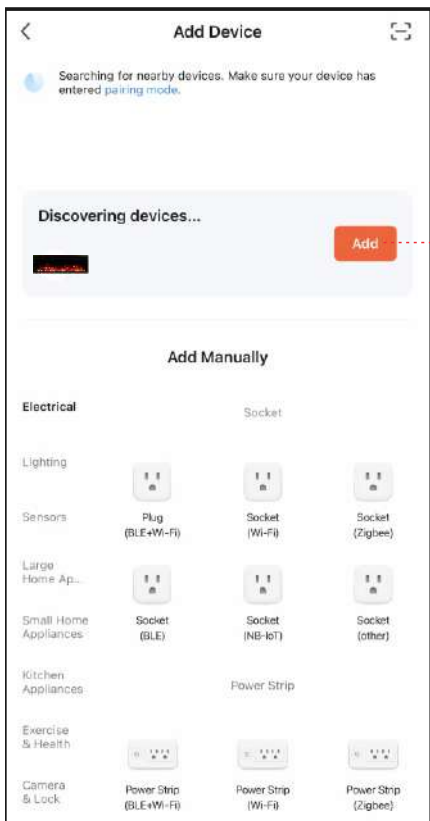 Add Device
Searching for nearby devices. Make sure your device has
entered pairing mode.
Discovering devices...
Add
Add Manually
Electrical
Socket
Lighting
Sensors
Plug
(BLE+Wi-Fi)
Socket
(Wi-Fi)
Socket
(Zigbee)
Large
Home Ap...
Small Home
Appliances
Socket
(BLE)
Socket
(NB-IoT)
Socket
(other)
Kitchen
Appliances
Power Strip
Exercise
& Health
Camera
& Lock
Power Strip
(BLE+Wi-Fi)
Power Strip
(Wi-Fi)
Power Strip
(Zigbee)